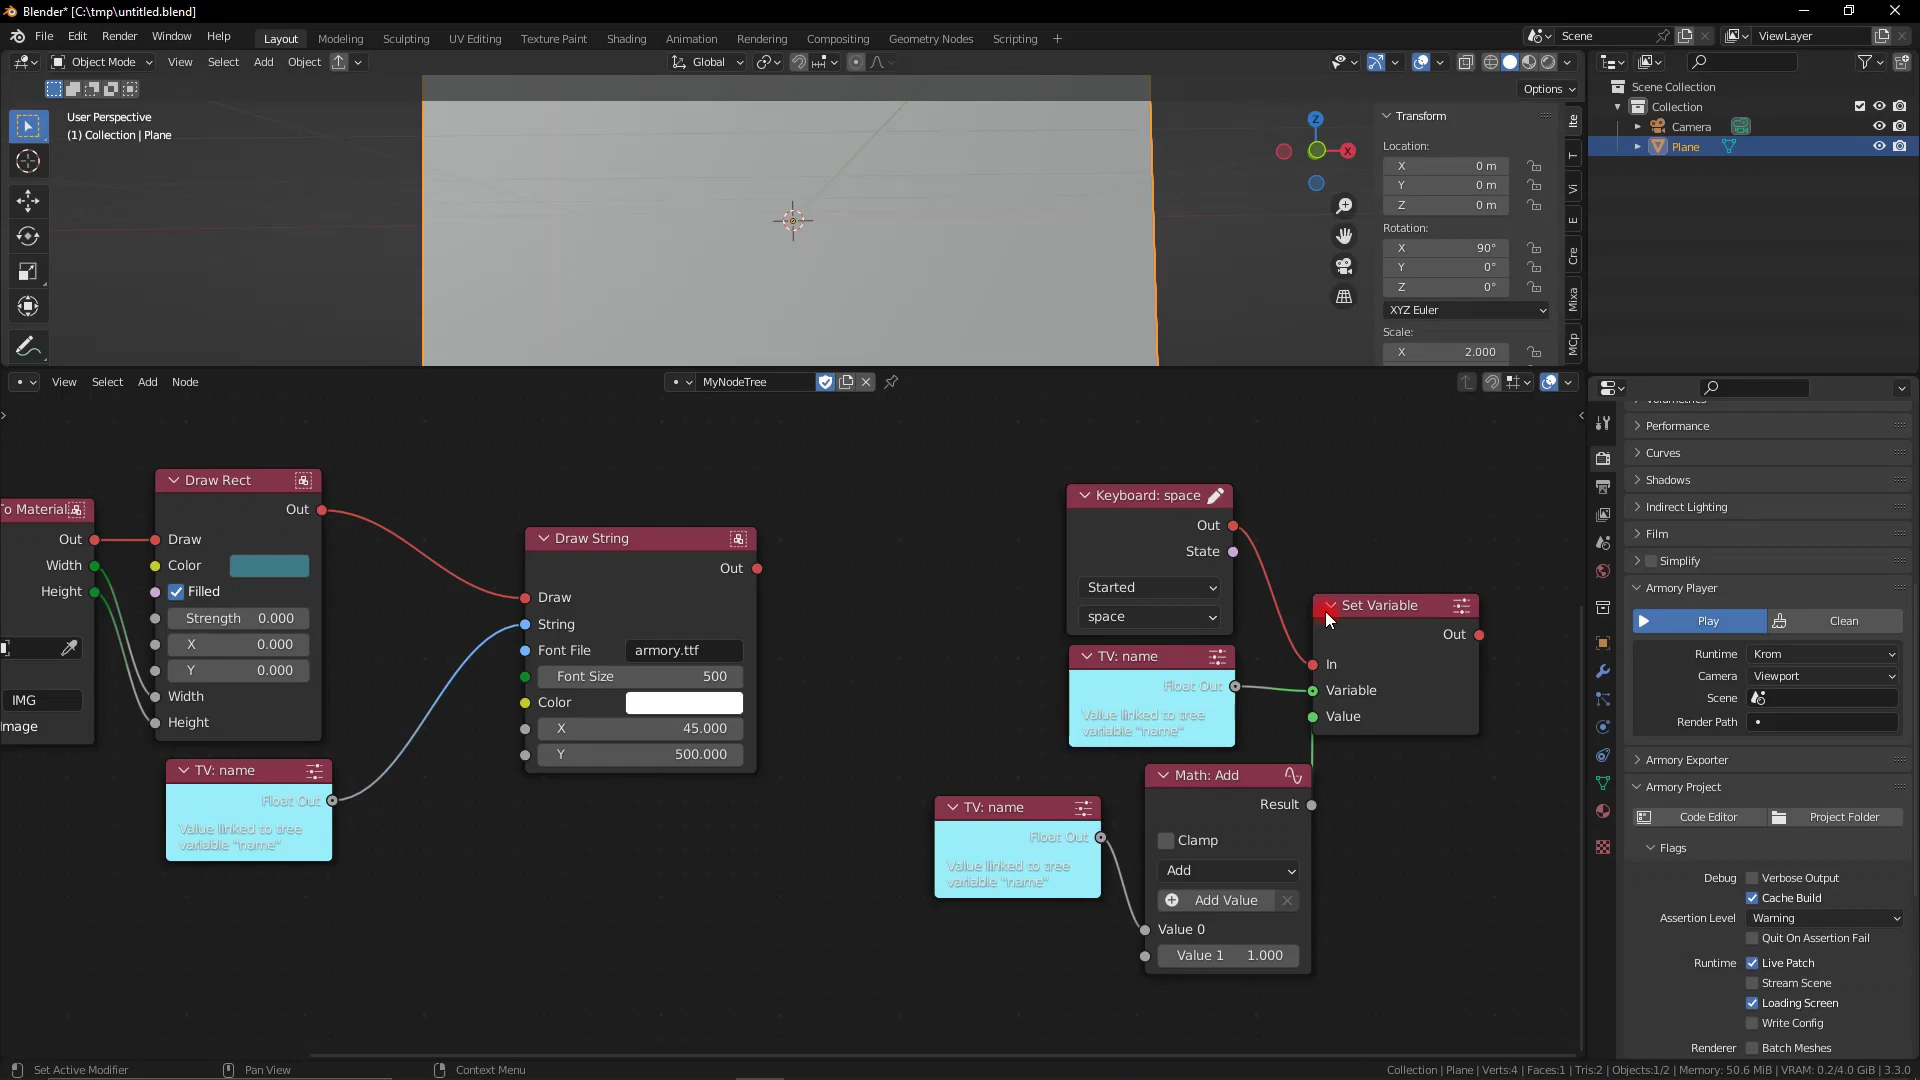 Blender* [C:\tmp\untitled.blend]
File Edit Render Window Help
Layout Modeling Sculpting UV Editing Texture Paint Shading Animation Rendering Compositing Geometry Nodes Scripting +
Scene
ViewLayer
Object Mode View Select Add Object
Global
Options
User Perspective
(1) Collection | Plane
Z
X
Transform
Location:
X 0 m
Y 0 m
Z 0 m
Rotation:
X 90°
Y 0°
Z 0°
XYZ Euler
Scale:
X 2.000
Ite
T
Vi
E
Cre
Mixa
MCp
Scene Collection
Collection
Camera
Plane
View Select Add Node
MyNodeTree
o Material
Out
Width
Height
IMG
mage
Draw Rect
Out
Draw
Color
Filled
Strength 0.000
X 0.000
Y 0.000
Width
Height
TV: name
Float Out
Value linked to tree
variable "name"
Draw String
Out
Draw
String
Font File armory.ttf
Font Size 500
Color
X 45.000
Y 500.000
Keyboard: space
Out
State
Started
space
TV: name
Float Out
Value linked to tree
variable "name"
Set Variable
Out
In
Variable
Value
TV: name
Float Out
Value linked to tree
variable "name"
Math: Add
Result
Clamp
Add
Add Value
Value 0
Value 1 1.000
Performance
Curves
Shadows
Indirect Lighting
Film
Simplify
Armory Player
Play Clean
Runtime Krom
Camera Viewport
Scene
Render Path
Armory Exporter
Armory Project
Code Editor Project Folder
Flags
Debug Verbose Output
Cache Build
Assertion Level Warning
Quit On Assertion Fail
Runtime Live Patch
Stream Scene
Loading Screen
Write Config
Renderer Batch Meshes
Set Active Modifier Pan View Context Menu
Collection | Plane | Verts:4 | Faces:1 | Tris:2 | Objects:1/2 | Memory: 50.6 MiB | VRAM: 0.2/4.0 GiB | 3.3.0